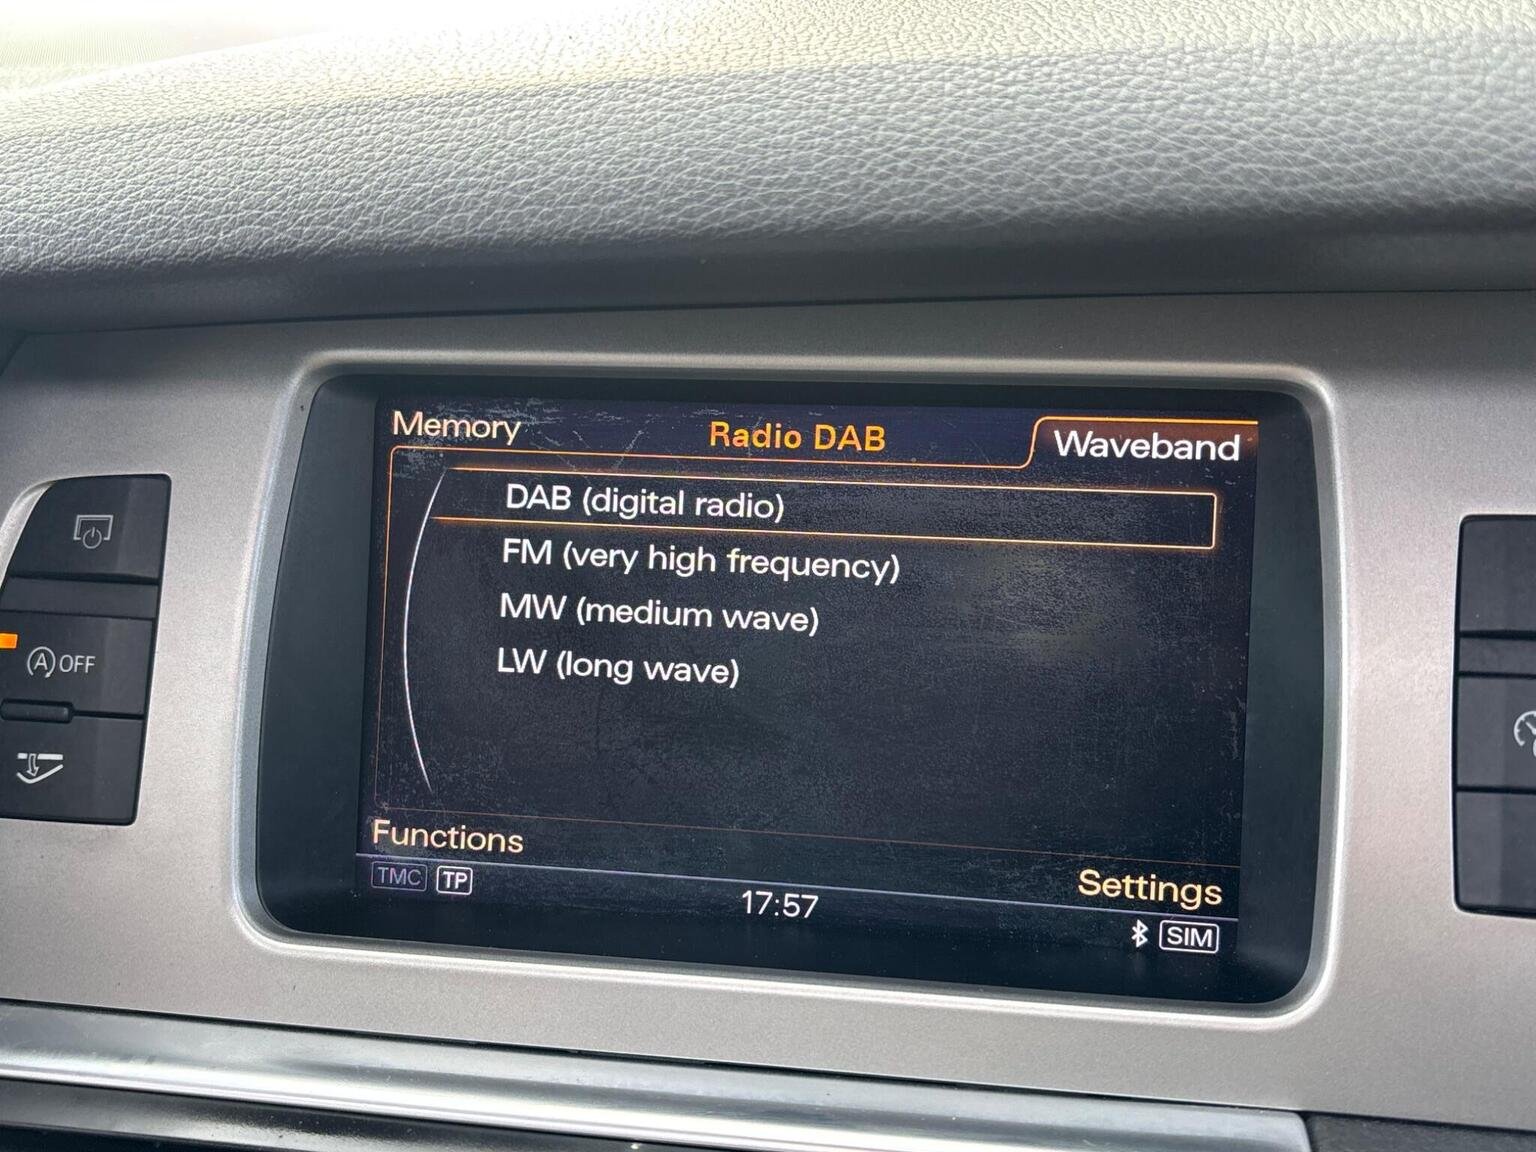 Memory
Radio DAB
Waveband
DAB (digital radio)
FM (very high frequency)
MW (medium wave)
LW (long wave)
Functions
Settings
TMC
TP
17:57
SIM
A OFF